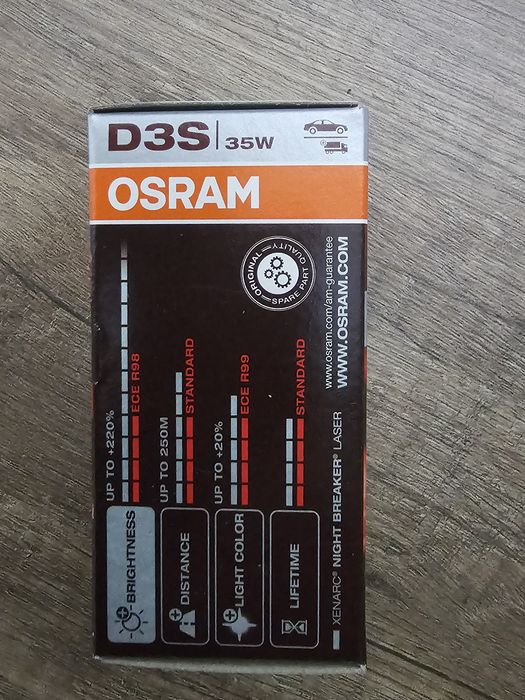 D3S 35W
OSRAM
ORIGINAL
SPARE PART QUALITY
BRIGHTNESS
UP TO +220%
ECE R98
DISTANCE
UP TO 250M
STANDARD
LIGHT COLOR
UP TO +20%
ECE R99
LIFETIME
STANDARD
XENARC® NIGHT BREAKER® LASER
www.osram.com/am-guarantee
WWW.OSRAM.COM